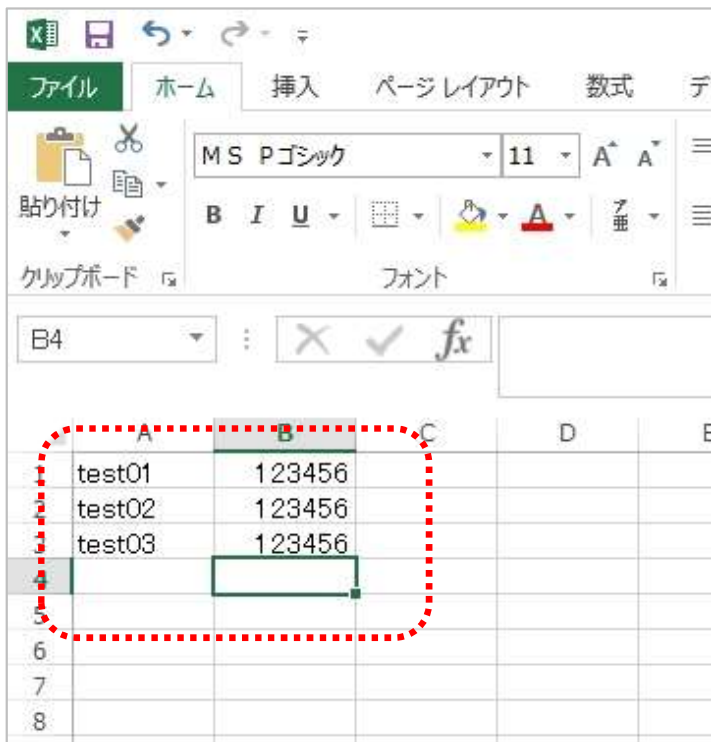 ファイル ホーム 挿入 ページ レイアウト 数式 デ
MS Pゴシック 11 A A
貼り付け
B I U A ア亜
クリップボード フォント
B4 fx
A B C D E
1 test01 123456
2 test02 123456
3 test03 123456
4
5
6
7
8